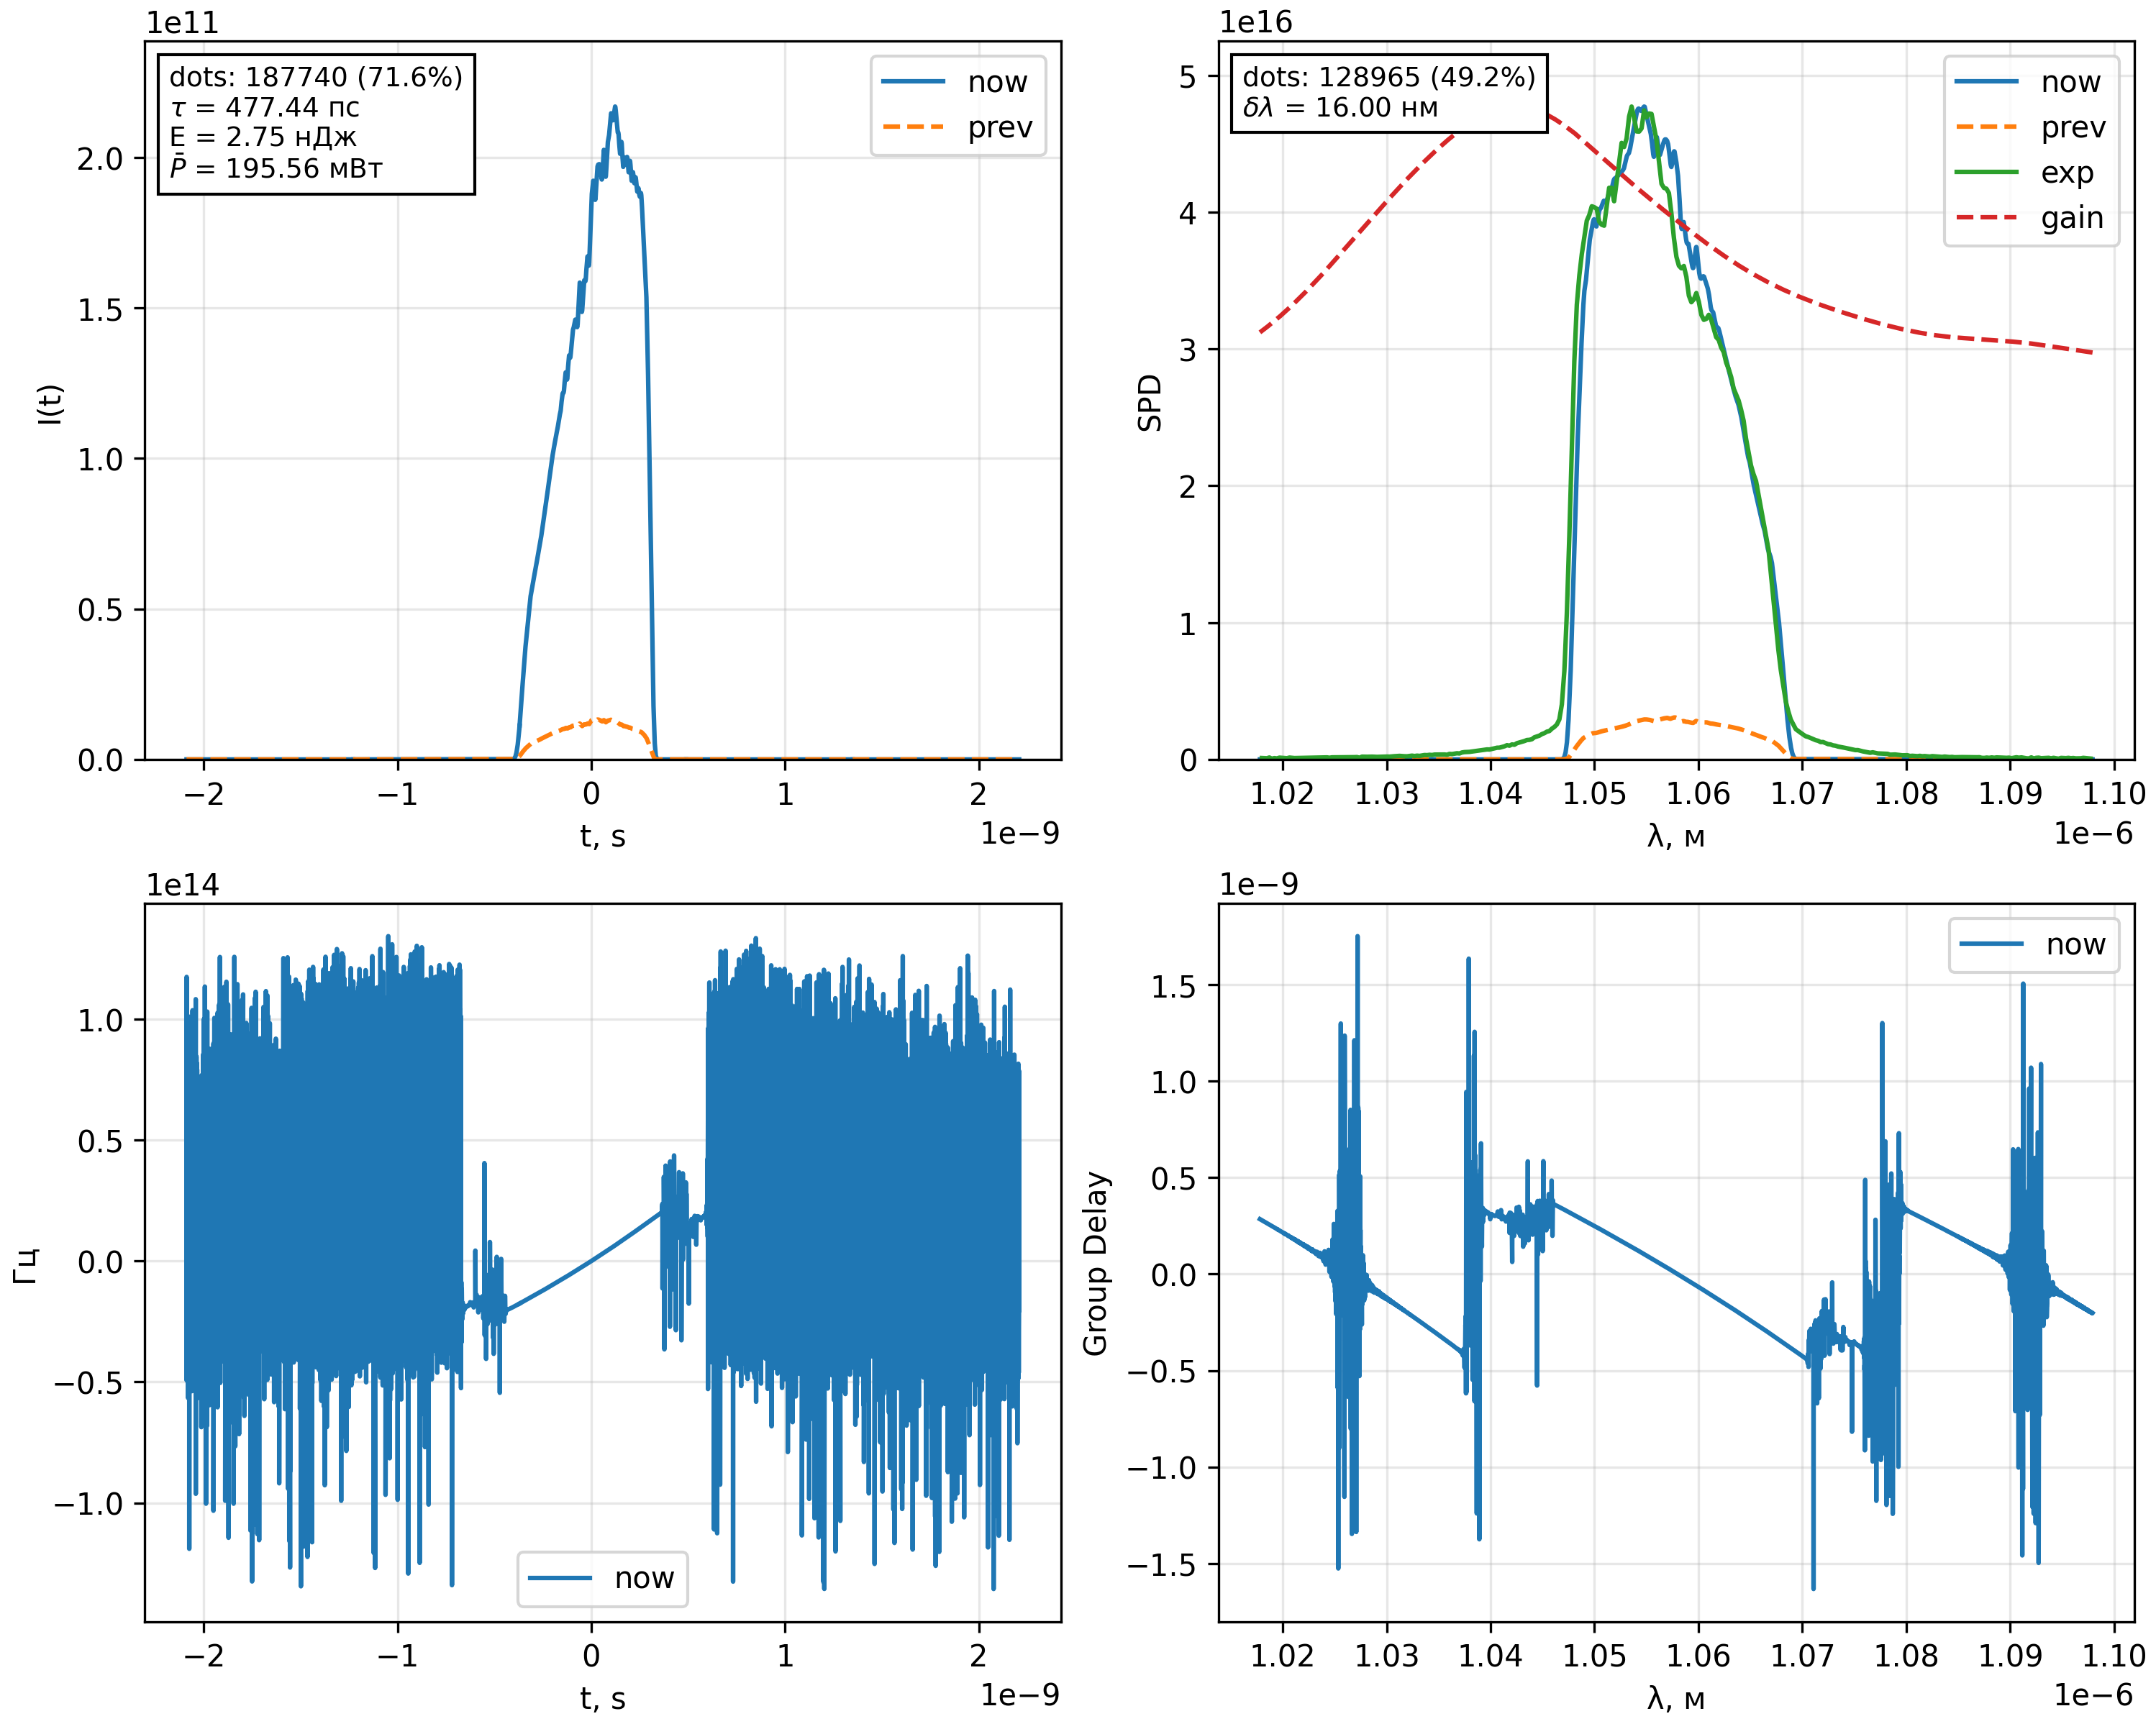 1e11
dots: 187740 (71.6%)
τ = 477.44 пс
E = 2.75 нДж
P̄ = 195.56 мВт
now
prev
I(t)
2.0
1.5
1.0
0.5
0.0
−2 −1 0 1 2
t, s
1e−9
1e16
dots: 128965 (49.2%)
δλ = 16.00 нм
now
prev
exp
gain
SPD
5
4
3
2
1
0
1.02 1.03 1.04 1.05 1.06 1.07 1.08 1.09 1.10
λ, м
1e−6
1e14
Гц
1.0
0.5
0.0
−0.5
−1.0
now
−2 −1 0 1 2
t, s
1e−9
1e−9
now
Group Delay
1.5
1.0
0.5
0.0
−0.5
−1.0
−1.5
1.02 1.03 1.04 1.05 1.06 1.07 1.08 1.09 1.10
λ, м
1e−6